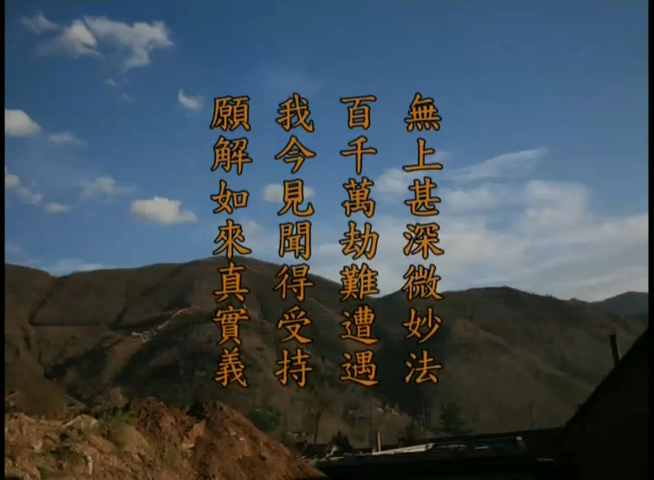 無上甚深微妙法
百千萬劫難遭遇
我今見聞得受持
願解如來真實義